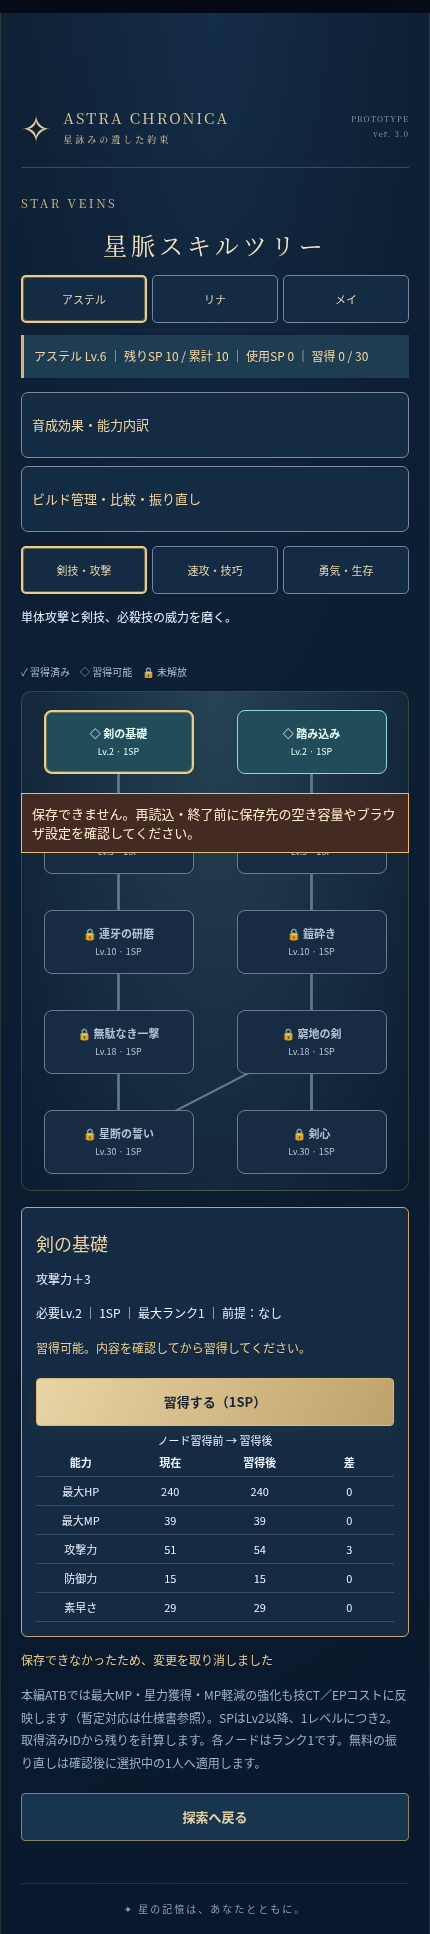 ASTRA CHRONICA
星詠みの遺した約束
PROTOTYPE
ver. 3.0
STAR VEINS
星脈スキルツリー
アステル
リナ
メイ
アステル Lv.6 ｜ 残りSP 10 / 累計 10 ｜ 使用SP 0 ｜ 習得 0 / 30
育成効果・能力内訳
ビルド管理・比較・振り直し
剣技・攻撃
速攻・技巧
勇気・生存
単体攻撃と剣技、必殺技の威力を磨く。
✓習得済み ◇習得可能 🔒未解放
◇ 剣の基礎
Lv.2 · 1SP
◇ 踏み込み
Lv.2 · 1SP
保存できません。再読込・終了前に保存先の空き容量やブラウ
ザ設定を確認してください。
🔒 連牙の研磨
Lv.10 · 1SP
🔒 鎧砕き
Lv.10 · 1SP
🔒 無駄なき一撃
Lv.18 · 1SP
🔒 窮地の剣
Lv.18 · 1SP
🔒 星断の誓い
Lv.30 · 1SP
🔒 剣心
Lv.30 · 1SP
剣の基礎
攻撃力＋3
必要Lv.2 ｜ 1SP ｜ 最大ランク1 ｜ 前提：なし
習得可能。内容を確認してから習得してください。
習得する（1SP）
ノード習得前 → 習得後
能力 現在 習得後 差
最大HP 240 240 0
最大MP 39 39 0
攻撃力 51 54 3
防御力 15 15 0
素早さ 29 29 0
保存できなかったため、変更を取り消しました
本編ATBでは最大MP・星力獲得・MP軽減の強化も技CT／EPコストに反
映します（暫定対応は仕様書参照）。SPはLv2以降、1レベルにつき2。
取得済みIDから残りを計算します。各ノードはランク1です。無料の振
り直しは確認後に選択中の1人へ適用します。
探索へ戻る
✦ 星の記憶は、あなたとともに。